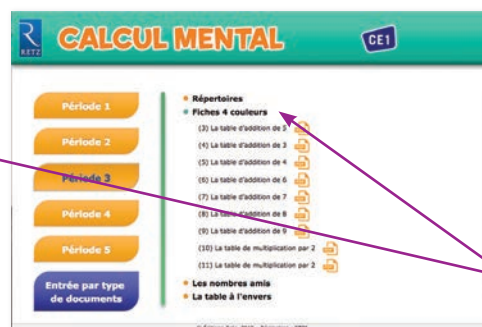 RETZ
CALCUL MENTAL
CE1
Période 1
Période 2
Période 3
Période 4
Période 5
Entrée par type
de documents
Répertoires
Fiches 4 couleurs
(3) La table d'addition de 5
(4) La table d'addition de 3
(5) La table d'addition de 4
(6) La table d'addition de 6
(7) La table d'addition de 7
(8) La table d'addition de 8
(9) La table d'addition de 9
(10) La table de multiplication par 2
(11) La table de multiplication par 2
Les nombres amis
La table à l'envers